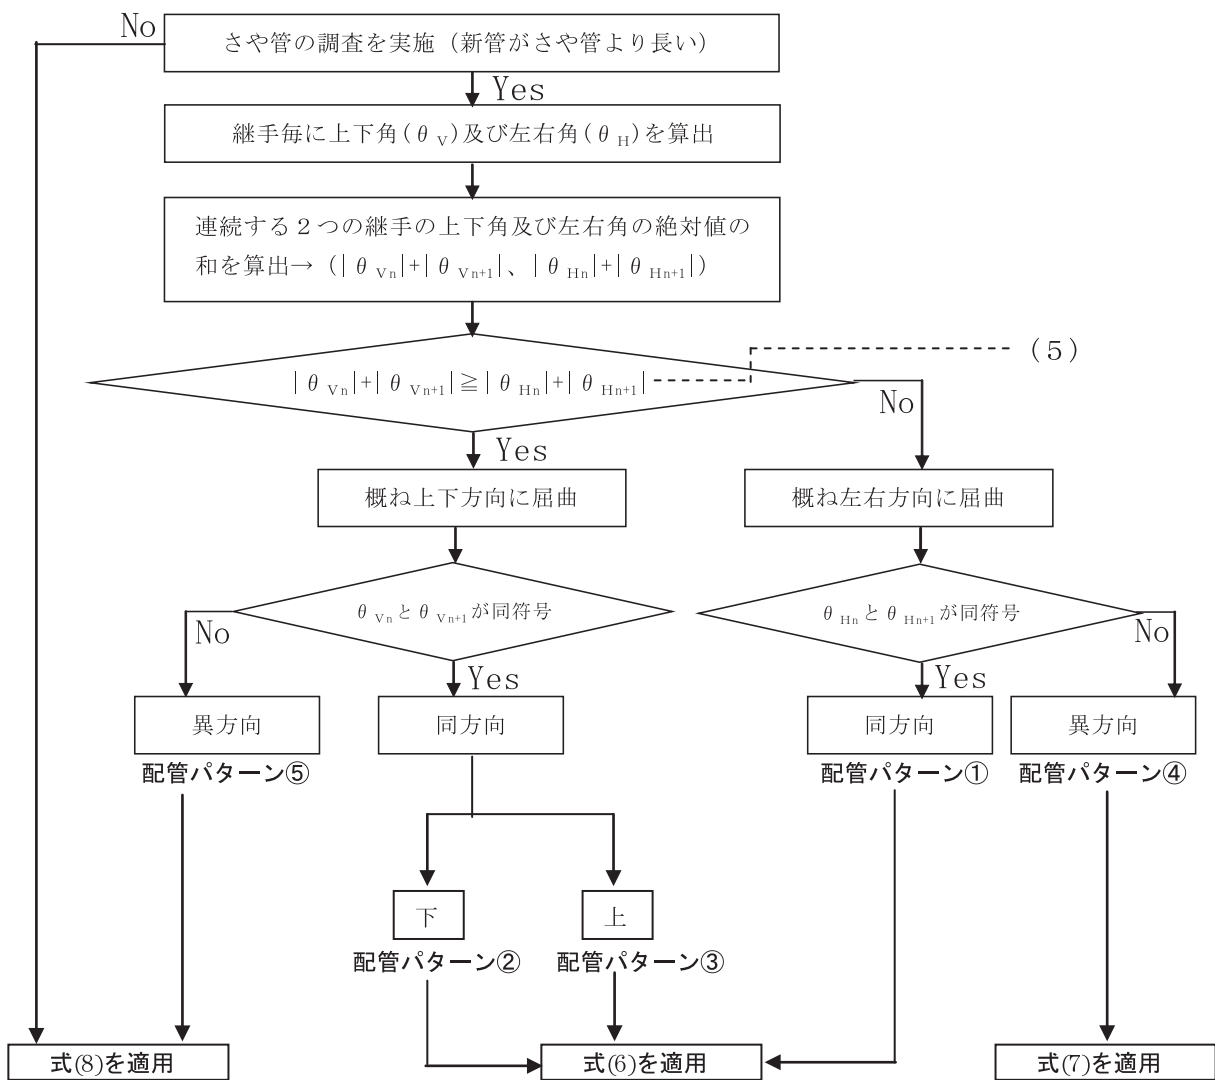 No
さや管の調査を実施（新管がさや管より長い）
Yes
継手毎に上下角(θV)及び左右角(θH)を算出
連続する２つの継手の上下角及び左右角の絶対値の
和を算出→（|θVn|+|θVn+1|、|θHn|+|θHn+1|）
（５）
|θVn|+|θVn+1|≧|θHn|+|θHn+1|
No
Yes
概ね上下方向に屈曲
概ね左右方向に屈曲
θVnとθVn+1が同符号
θHnとθHn+1が同符号
No
No
Yes
Yes
異方向
同方向
同方向
異方向
配管パターン⑤
配管パターン①
配管パターン④
下
上
配管パターン②
配管パターン③
式(8)を適用
式(6)を適用
式(7)を適用